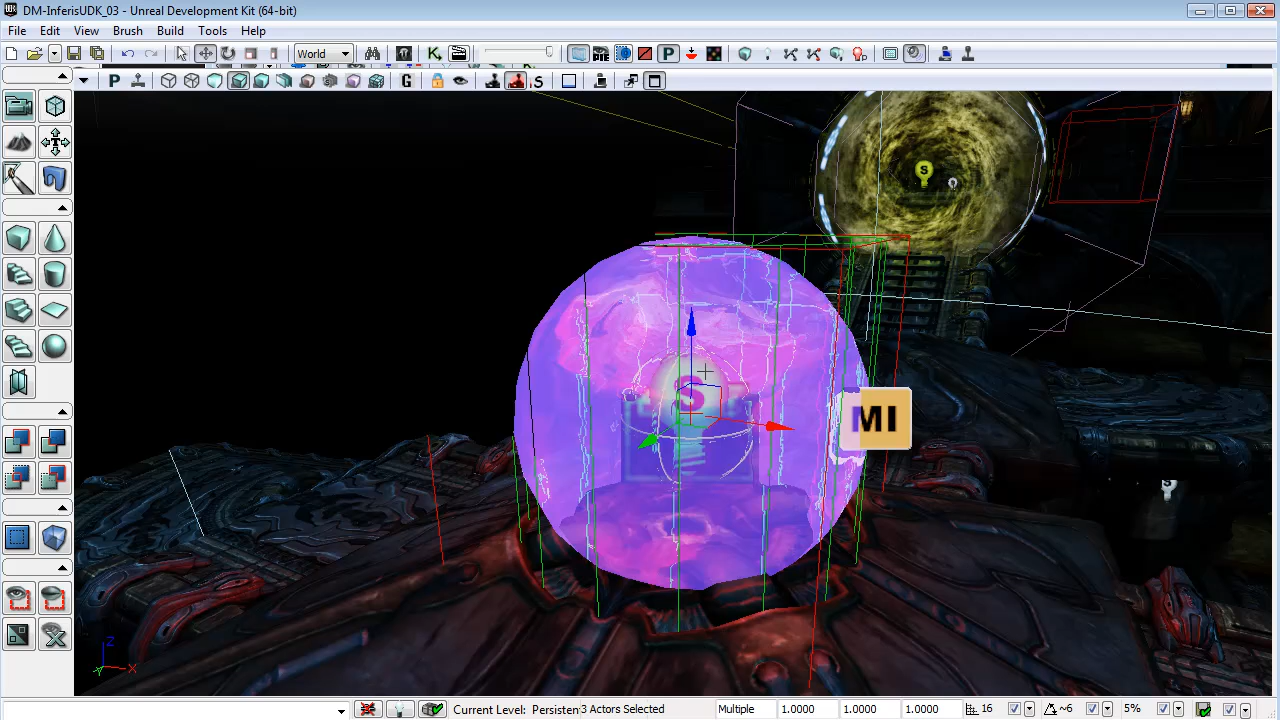 DM-InferisUDK_03 - Unreal Development Kit (64-bit)
File Edit View Brush Build Tools Help
World
P
P G S
S
S
MI
Z
X
Y
Current Level: Persisten 3 Actors Selected Multiple 1.0000 1.0000 1.0000 16 ~6 5%